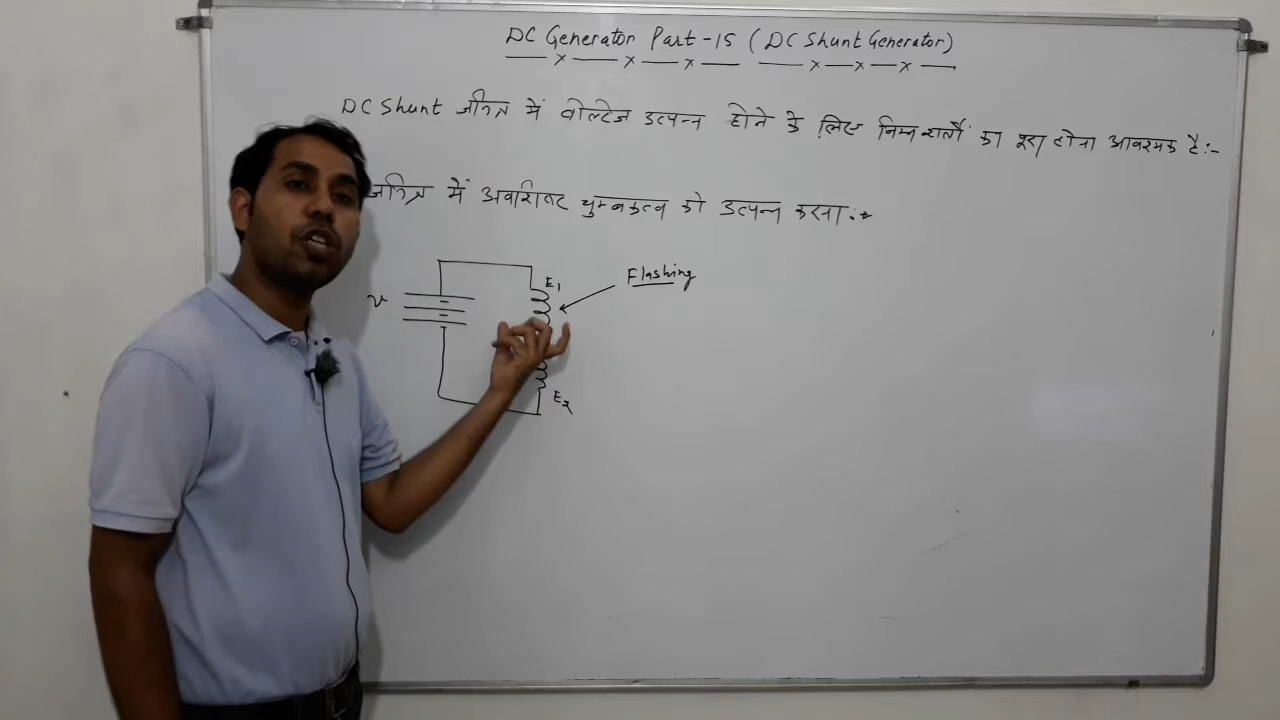 DC Generator Part-15 (DC Shunt Generator)
DC Shunt जनित्र में वोल्टेज उत्पन्न होने के लिए निम्न शर्तों का पूरा होना आवश्यक है:-
जनित्र में अवशिष्ट चुम्बकत्व को उत्पन्न करना :-
Flashing
E1
V
E2